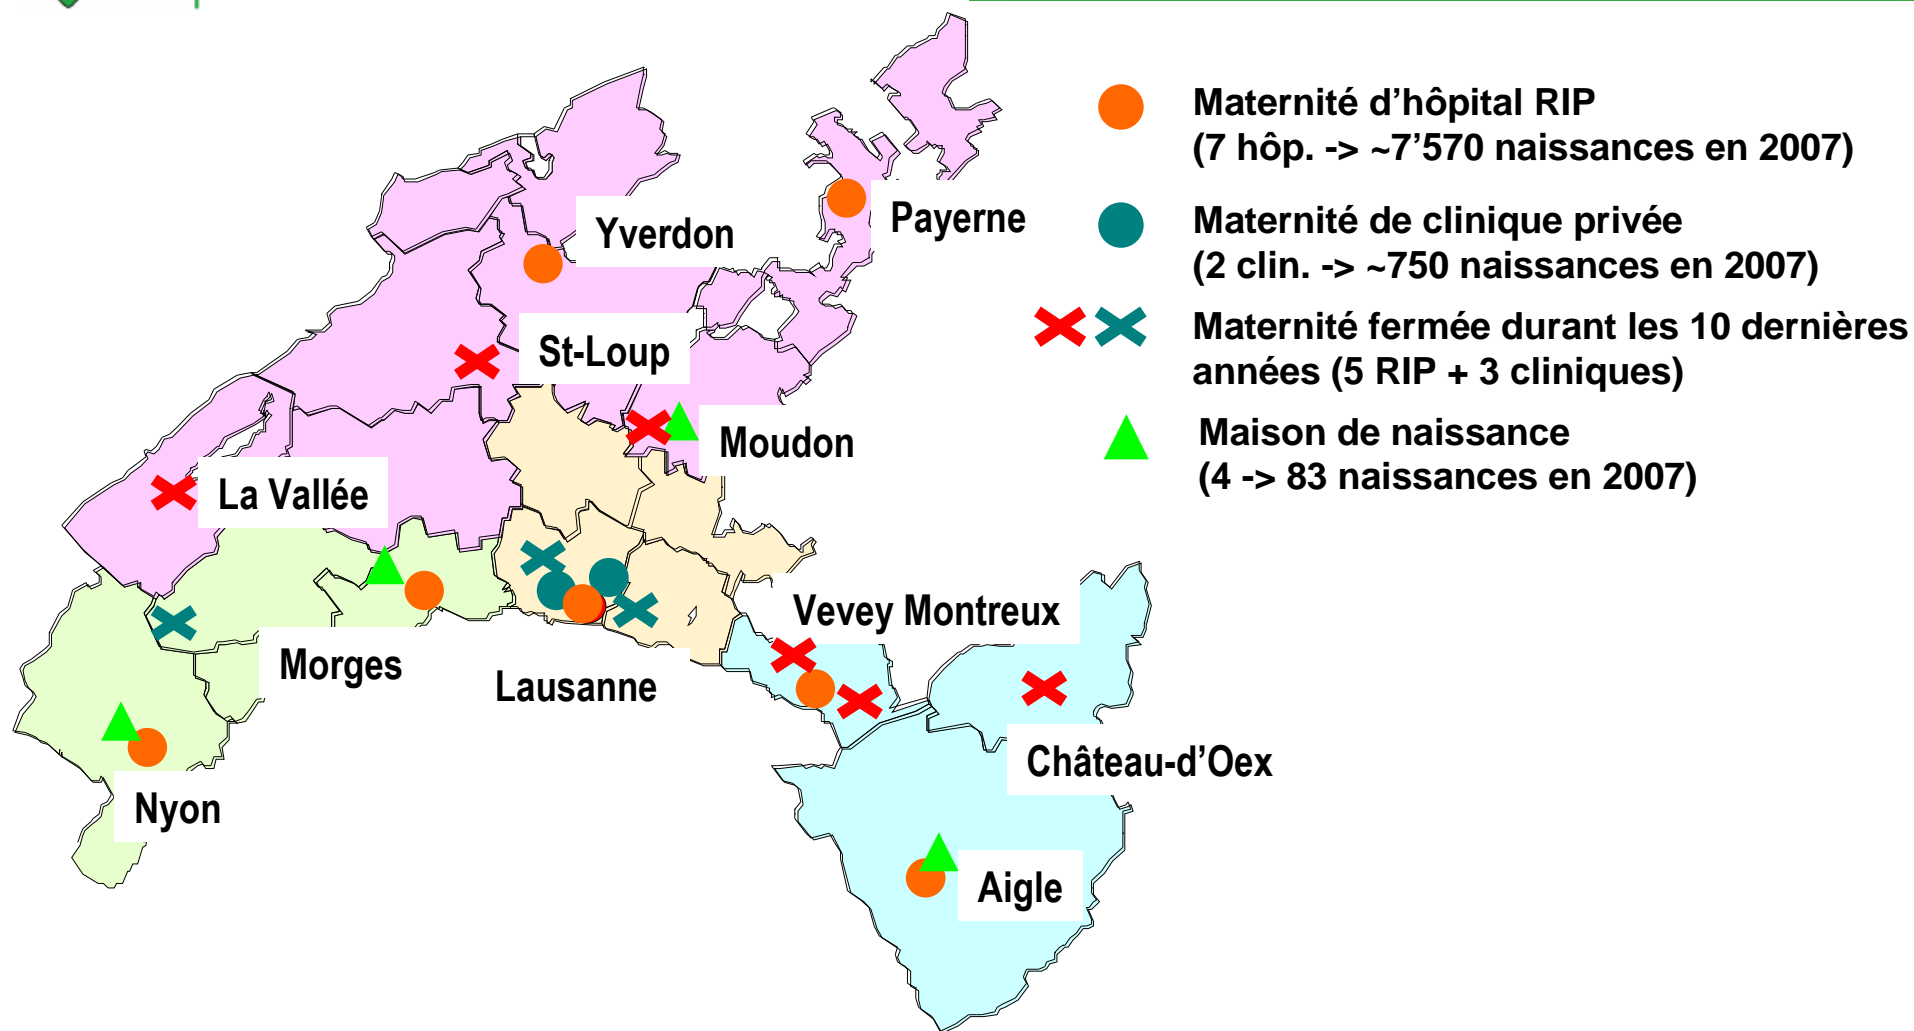 Maternité d’hôpital RIP
(7 hôp. -> ~7’570 naissances en 2007)
Maternité de clinique privée
(2 clin. -> ~750 naissances en 2007)
Maternité fermée durant les 10 dernières
années (5 RIP + 3 cliniques)
Maison de naissance
(4 -> 83 naissances en 2007)
Payerne
Yverdon
St-Loup
Moudon
La Vallée
Vevey Montreux
Morges
Lausanne
Château-d’Oex
Nyon
Aigle